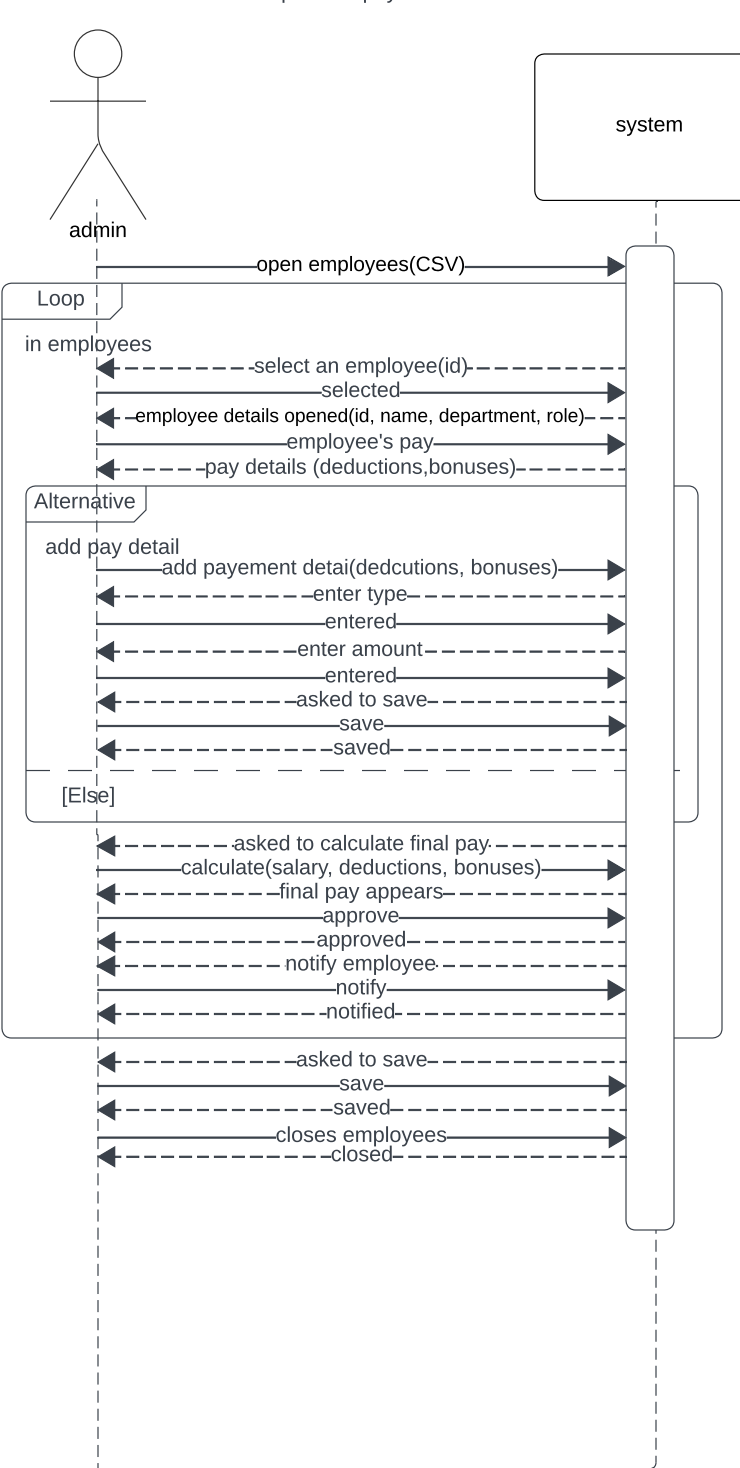 system
admin
open employees(CSV)
Loop
in employees
select an employee(id)
selected
employee details opened(id, name, department, role)
employee's pay
pay details (deductions,bonuses)
Alternative
add pay detail
add payement detai(dedcutions, bonuses)
enter type
entered
enter amount
entered
asked to save
save
saved
[Else]
asked to calculate final pay
calculate(salary, deductions, bonuses)
final pay appears
approve
approved
notify employee
notify
notified
asked to save
save
saved
closes employees
closed